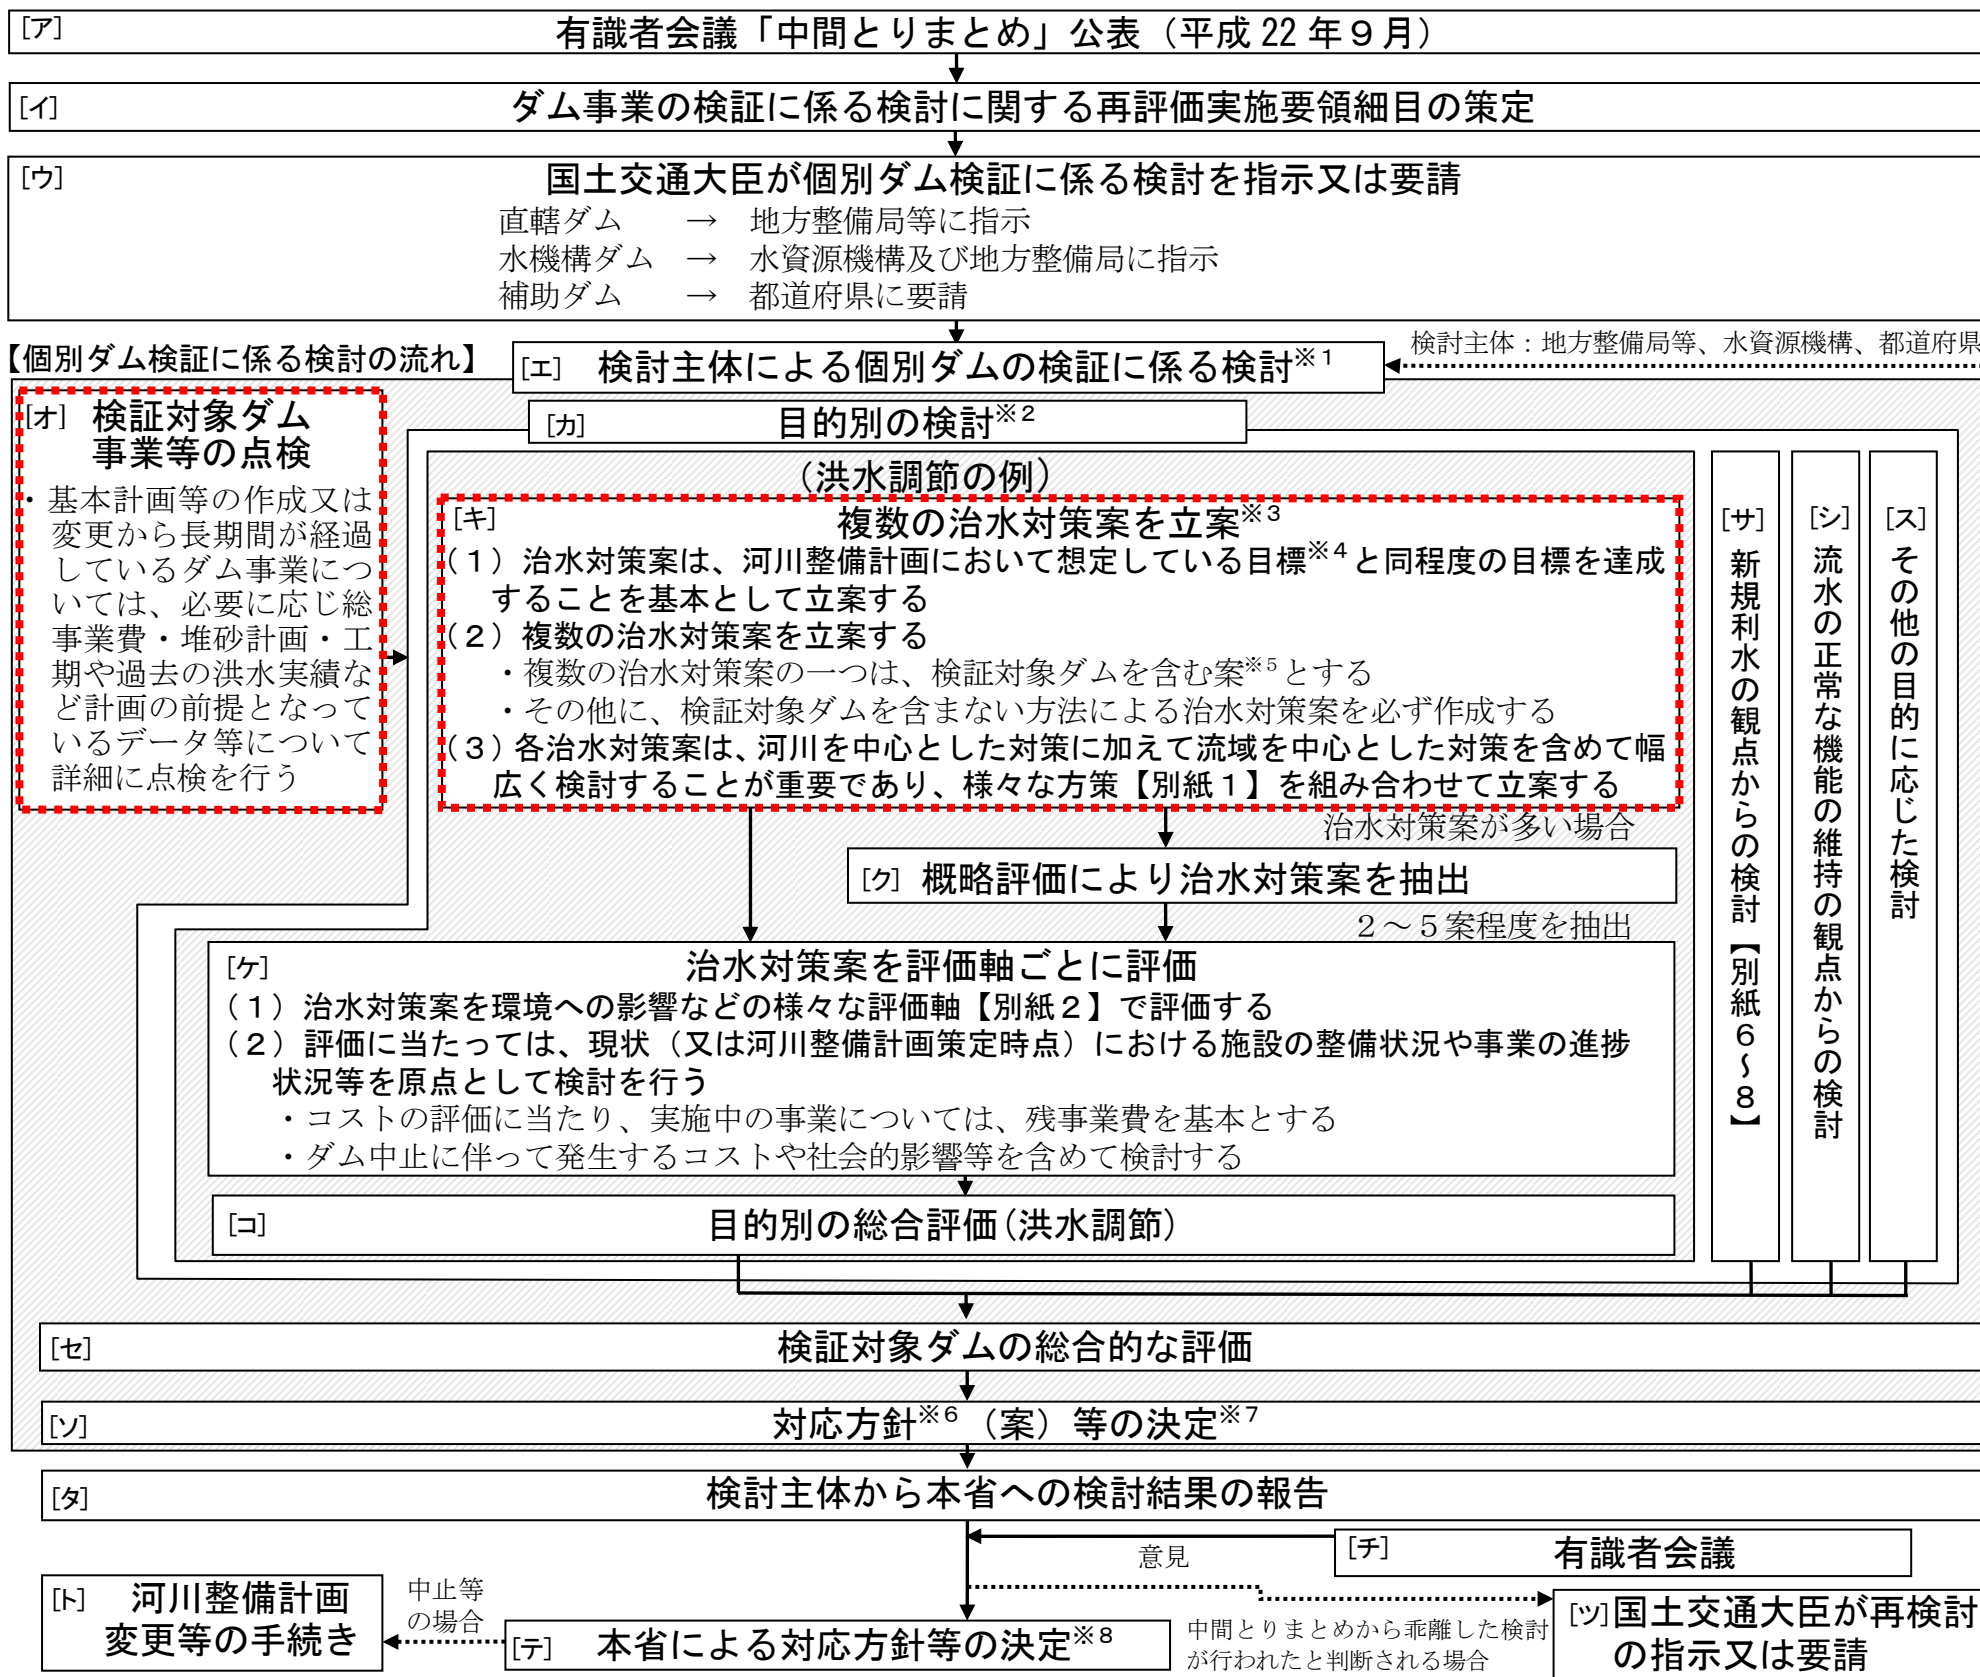 [ア] 有識者会議「中間とりまとめ」公表（平成 22 年９月）
[イ] ダム事業の検証に係る検討に関する再評価実施要領細目の策定
[ウ] 国土交通大臣が個別ダム検証に係る検討を指示又は要請
直轄ダム → 地方整備局等に指示
水機構ダム → 水資源機構及び地方整備局に指示
補助ダム → 都道府県に要請
【個別ダム検証に係る検討の流れ】
[エ] 検討主体による個別ダムの検証に係る検討※１
検討主体：地方整備局等、水資源機構、都道府県
[オ] 検証対象ダム
事業等の点検
・基本計画等の作成又は
変更から長期間が経過
しているダム事業につ
いては、必要に応じ総
事業費・堆砂計画・工
期や過去の洪水実績な
ど計画の前提となって
いるデータ等について
詳細に点検を行う
[カ] 目的別の検討※２
（洪水調節の例）
[キ] 複数の治水対策案を立案※３
（１）治水対策案は、河川整備計画において想定している目標※４と同程度の目標を達成
することを基本として立案する
（２）複数の治水対策案を立案する
・複数の治水対策案の一つは、検証対象ダムを含む案※５とする
・その他に、検証対象ダムを含まない方法による治水対策案を必ず作成する
（３）各治水対策案は、河川を中心とした対策に加えて流域を中心とした対策を含めて幅
広く検討することが重要であり、様々な方策【別紙１】を組み合わせて立案する
治水対策案が多い場合
[ク] 概略評価により治水対策案を抽出
２～５案程度を抽出
[ケ] 治水対策案を評価軸ごとに評価
（１）治水対策案を環境への影響などの様々な評価軸【別紙２】で評価する
（２）評価に当たっては、現状（又は河川整備計画策定時点）における施設の整備状況や事業の進捗
状況等を原点として検討を行う
・コストの評価に当たり、実施中の事業については、残事業費を基本とする
・ダム中止に伴って発生するコストや社会的影響等を含めて検討する
[コ] 目的別の総合評価（洪水調節）
[サ] 新規利水の観点からの検討【別紙６～８】
[シ] 流水の正常な機能の維持の観点からの検討
[ス] その他の目的に応じた検討
[セ] 検証対象ダムの総合的な評価
[ソ] 対応方針※６（案）等の決定※７
[タ] 検討主体から本省への検討結果の報告
[チ] 有識者会議
意見
[ツ] 国土交通大臣が再検討
の指示又は要請
中間とりまとめから乖離した検討
が行われたと判断される場合
[テ] 本省による対応方針等の決定※８
中止等
の場合
[ト] 河川整備計画
変更等の手続き